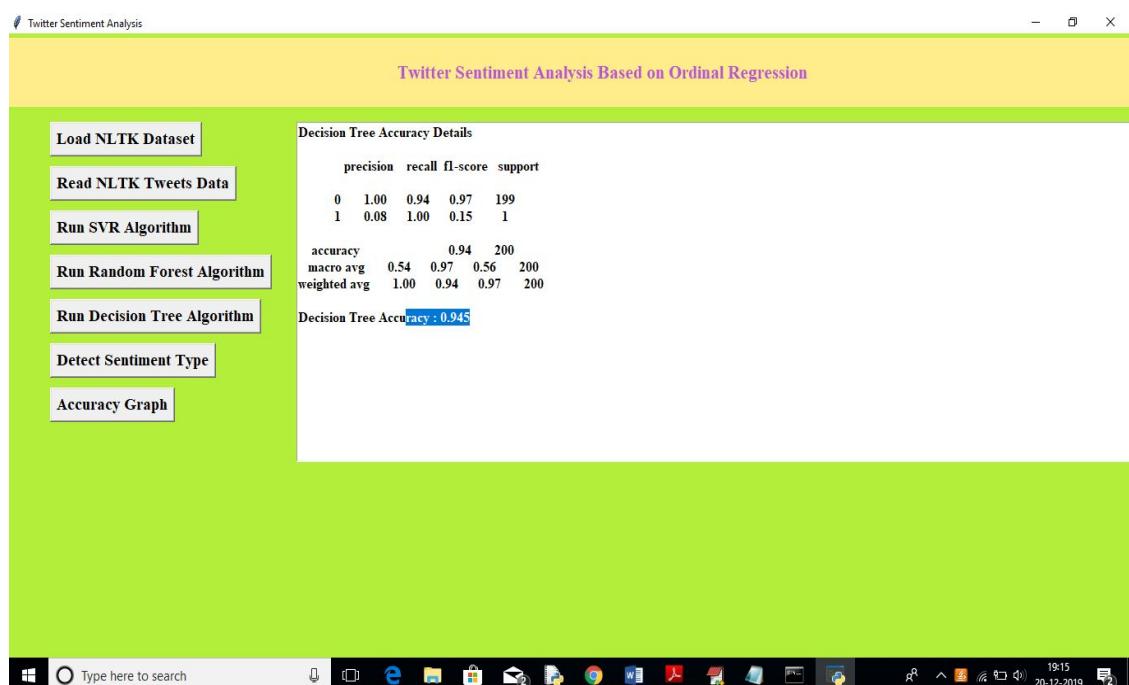 Twitter Sentiment Analysis
Twitter Sentiment Analysis Based on Ordinal Regression
Load NLTK Dataset
Read NLTK Tweets Data
Run SVR Algorithm
Run Random Forest Algorithm
Run Decision Tree Algorithm
Detect Sentiment Type
Accuracy Graph
Decision Tree Accuracy Details
precision recall f1-score support
0 1.00 0.94 0.97 199
1 0.08 1.00 0.15 1
accuracy 0.94 200
macro avg 0.54 0.97 0.56 200
weighted avg 1.00 0.94 0.97 200
Decision Tree Accuracy : 0.945
Type here to search
19:15
20-12-2019
2